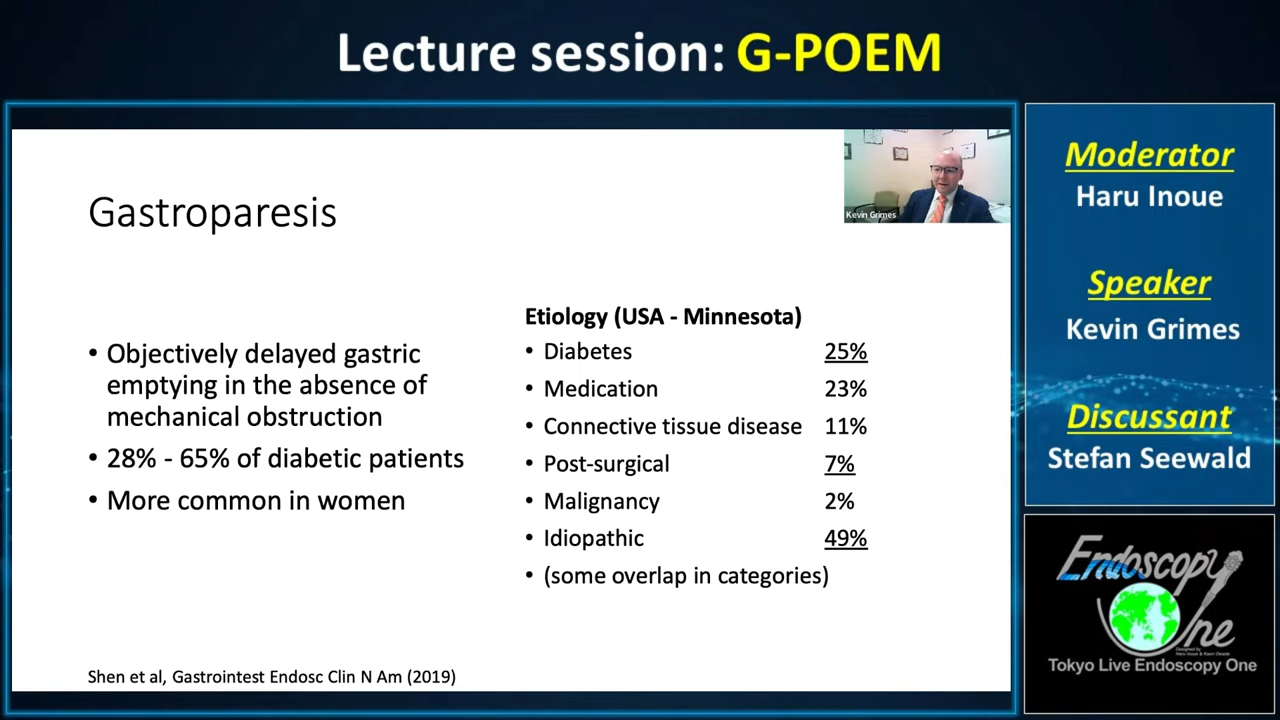 Lecture session: G-POEM
Kevin Grimes
Gastroparesis
• Objectively delayed gastric
emptying in the absence of
mechanical obstruction
• 28% - 65% of diabetic patients
• More common in women
Etiology (USA - Minnesota)
• Diabetes 25%
• Medication 23%
• Connective tissue disease 11%
• Post-surgical 7%
• Malignancy 2%
• Idiopathic 49%
• (some overlap in categories)
Shen et al, Gastrointest Endosc Clin N Am (2019)
Moderator
Haru Inoue
Speaker
Kevin Grimes
Discussant
Stefan Seewald
Endoscopy
One
Designed by
Tokyo Live Endoscopy One